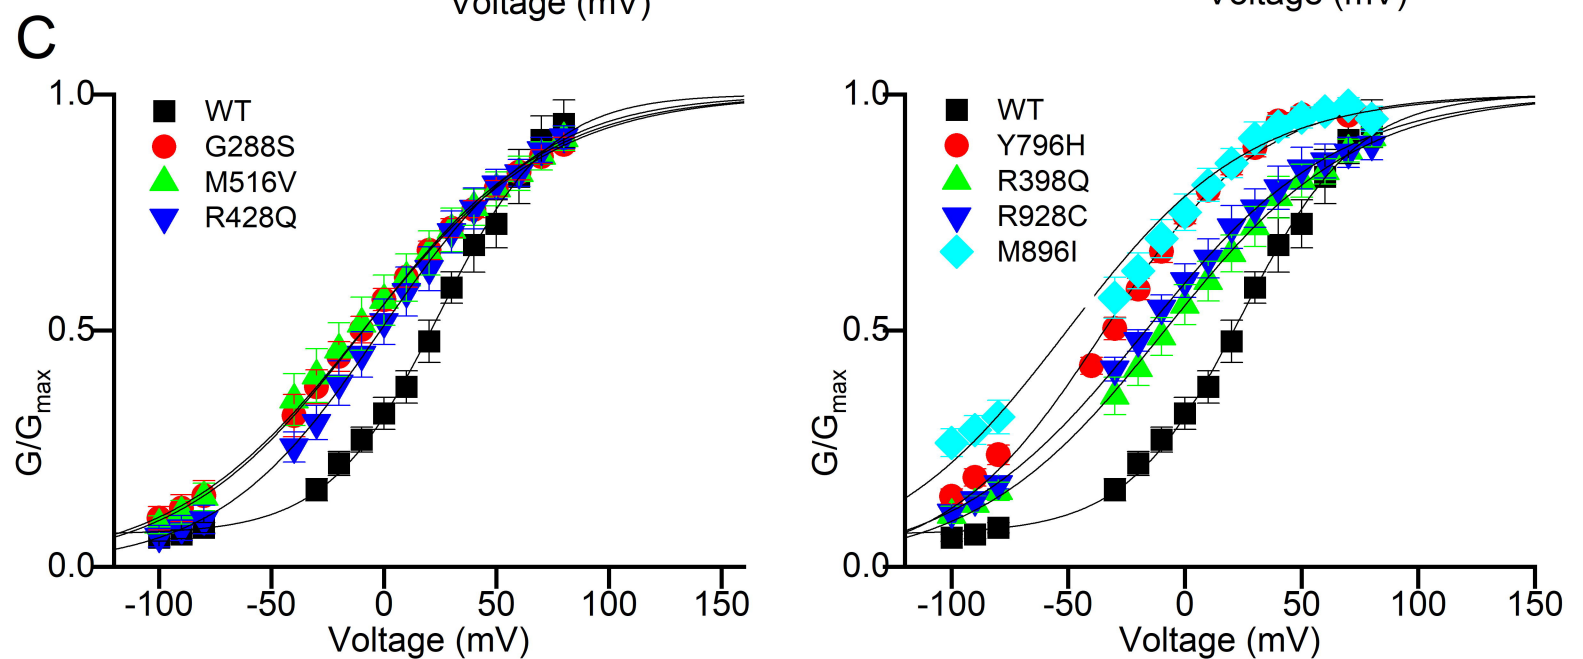 Voltage (mV)
Voltage (mV)
C
1.0
0.5
0.0
G/Gmax
WT
G288S
M516V
R428Q
-100
-50
0
50
100
150
Voltage (mV)
1.0
0.5
0.0
G/Gmax
WT
Y796H
R398Q
R928C
M896I
-100
-50
0
50
100
150
Voltage (mV)